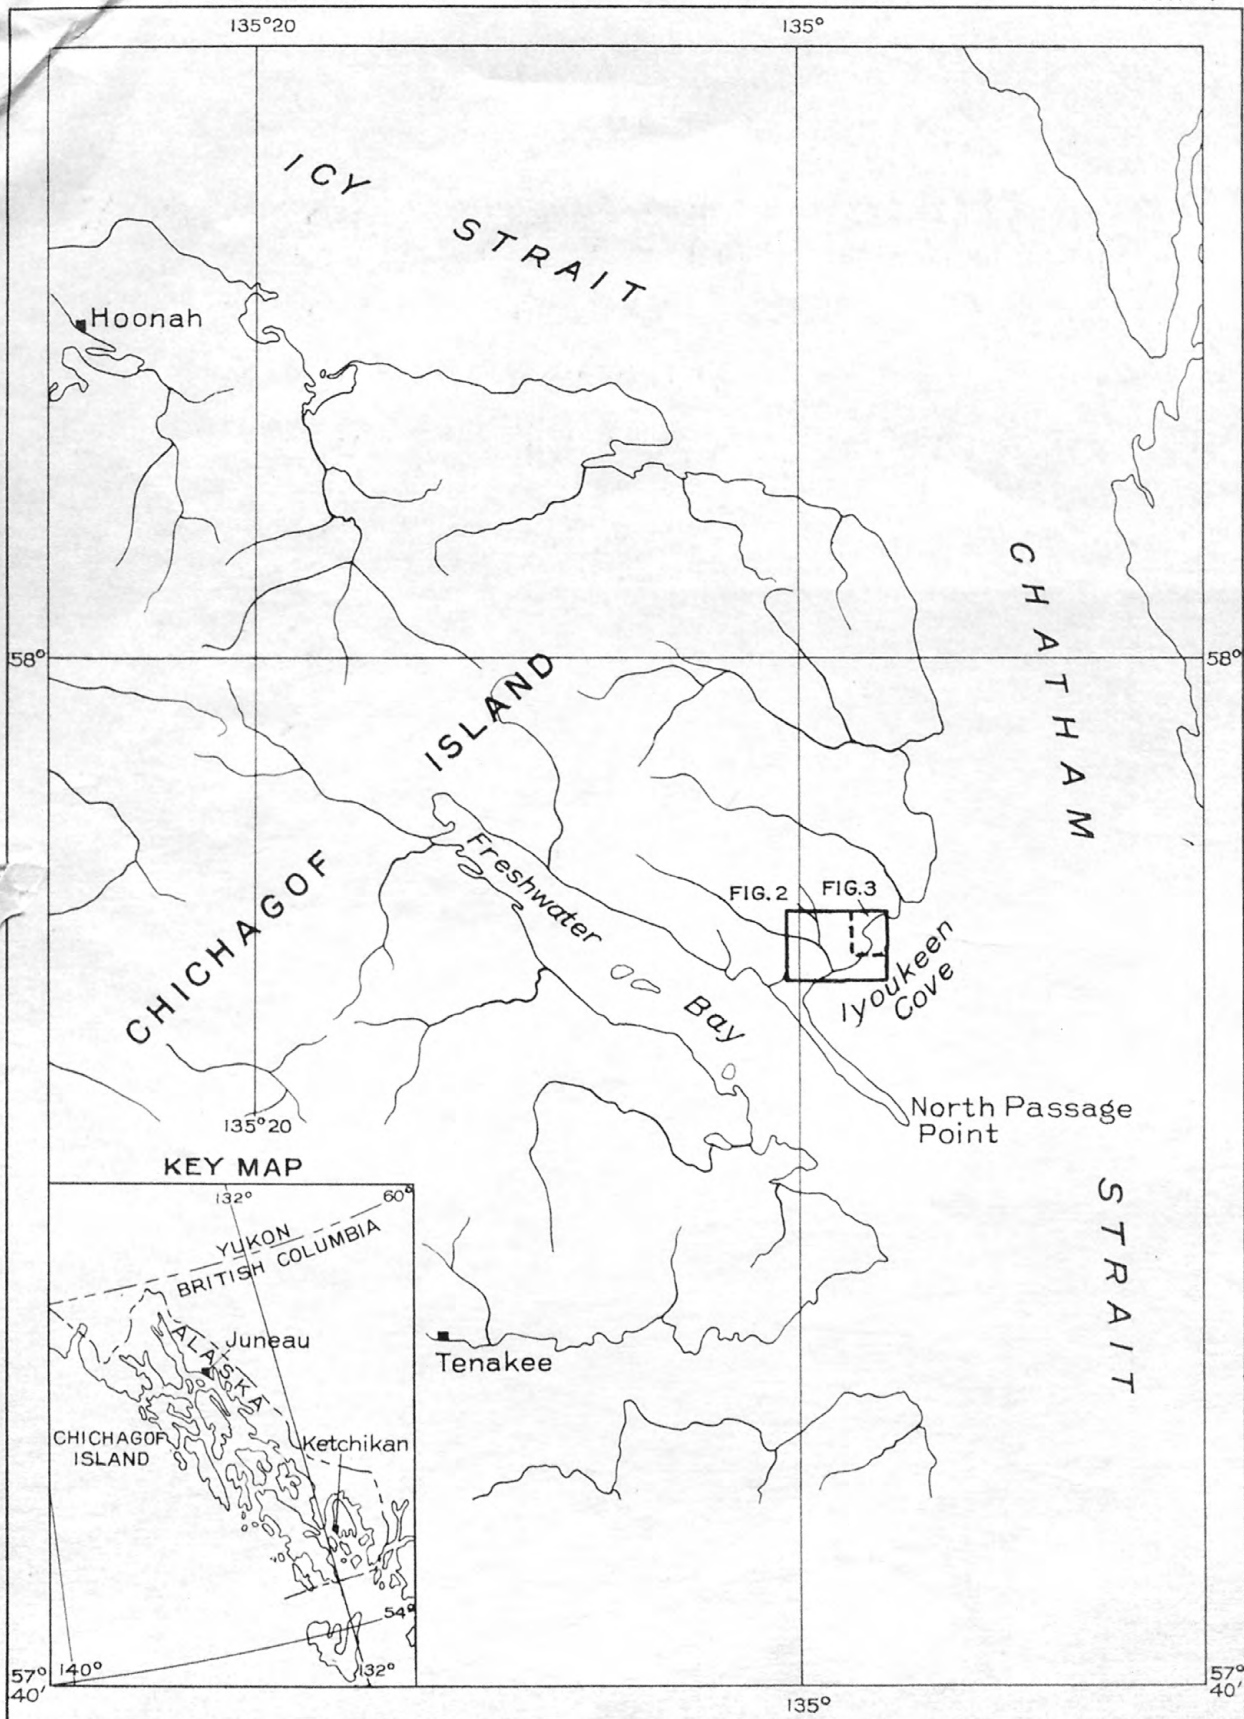 135°20
135°
ICY
STRAIT
Hoonah
CHATHAM
58°
58°
ISLAND
CHICHAGOF
Freshwater
Bay
FIG. 2
FIG.3
Iyoukeen
Cove
North Passage
Point
135°20
STRAIT
KEY MAP
132°
60°
YUKON
BRITISH COLUMBIA
ALASKA
Juneau
Tenakee
CHICHAGOF
ISLAND
Ketchikan
54°
140°
132°
57°
40'
57°
40'
135°